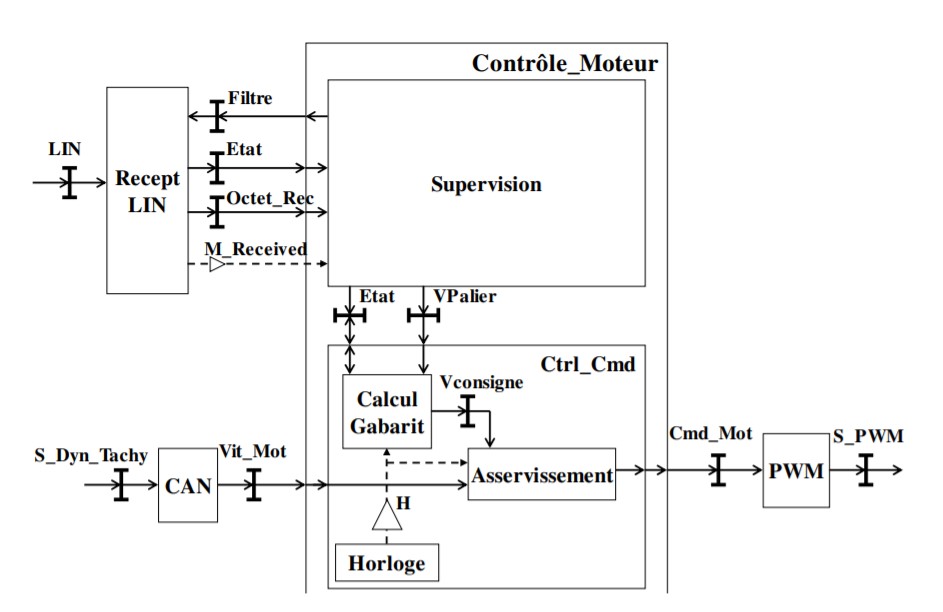 Contrôle_Moteur
Filtre
LIN
Etat
Recept
LIN
Supervision
Octet_Rec
M_Received
Etat
VPalier
Ctrl_Cmd
Vconsigne
Calcul
Gabarit
Cmd_Mot
S_PWM
S_Dyn_Tachy
Vit_Mot
CAN
Asservissement
PWM
H
Horloge